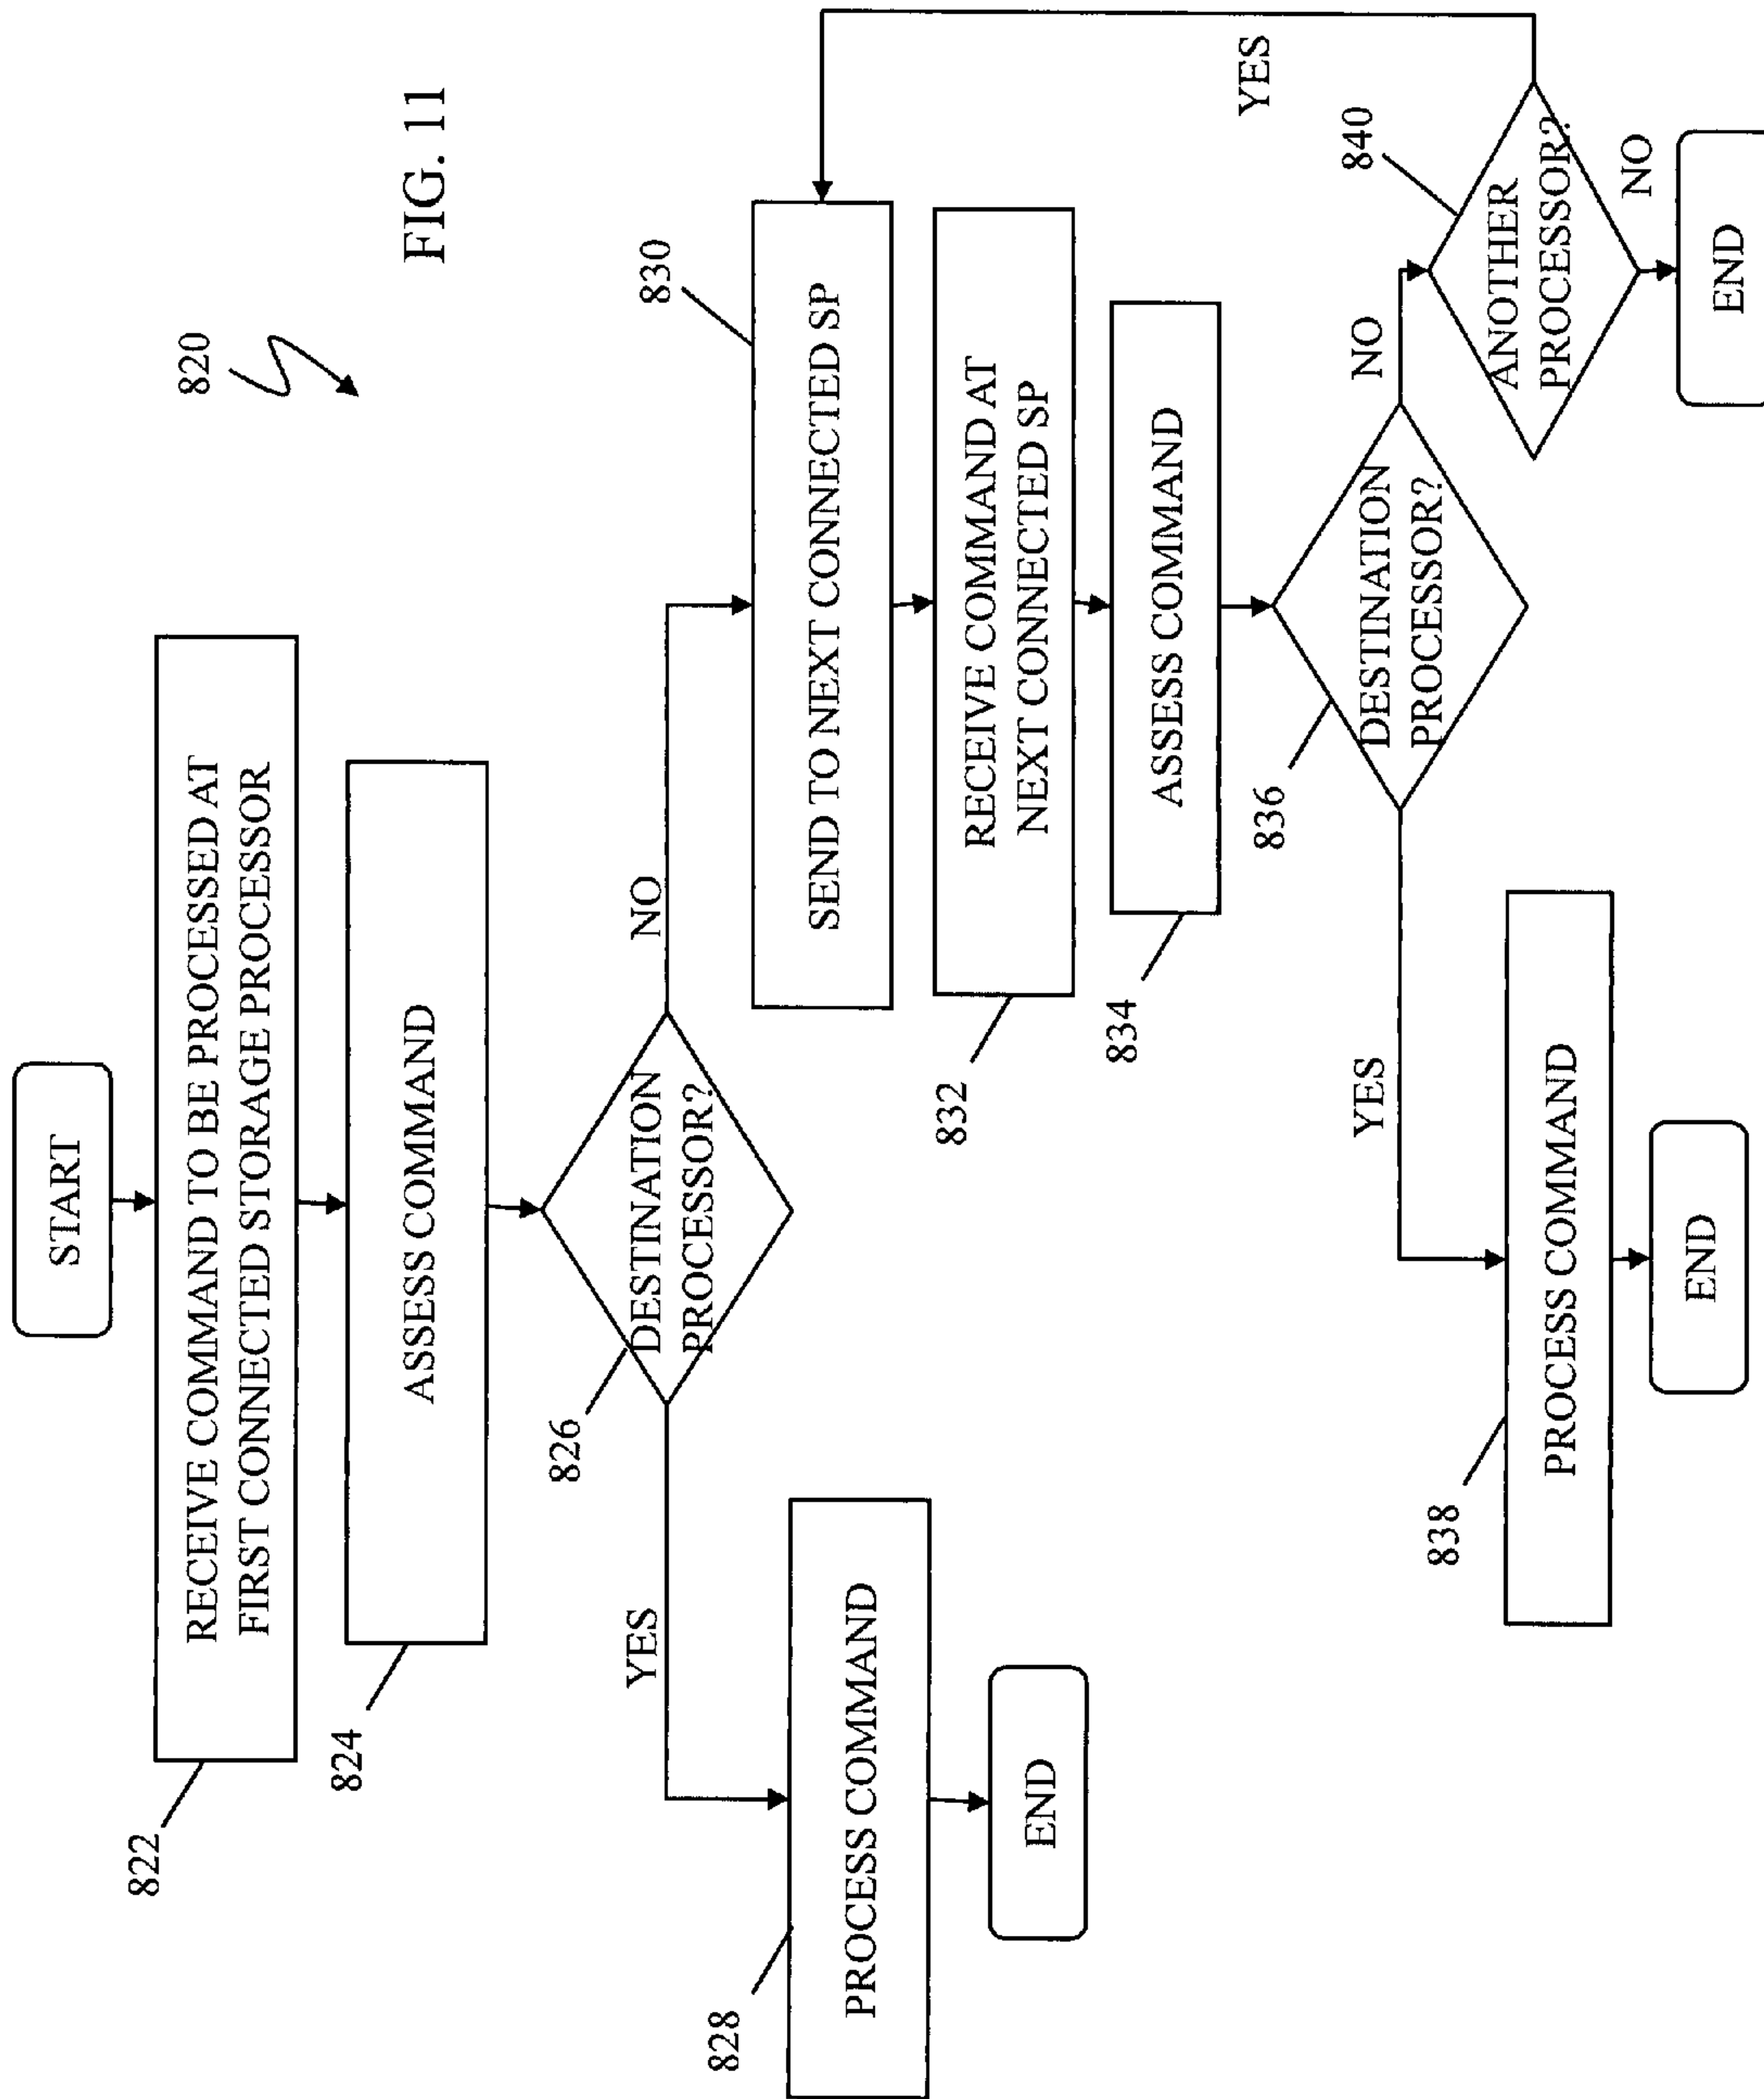 FIG. 11
820
START
RECEIVE COMMAND TO BE PROCESSED AT
FIRST CONNECTED STORAGE PROCESSOR
822
ASSESS COMMAND
824
DESTINATION
PROCESSOR?
826
YES
NO
PROCESS COMMAND
828
END
SEND TO NEXT CONNECTED SP
830
RECEIVE COMMAND AT
NEXT CONNECTED SP
832
ASSESS COMMAND
834
DESTINATION
PROCESSOR?
836
YES
NO
PROCESS COMMAND
838
END
ANOTHER
PROCESSOR?
840
YES
NO
END